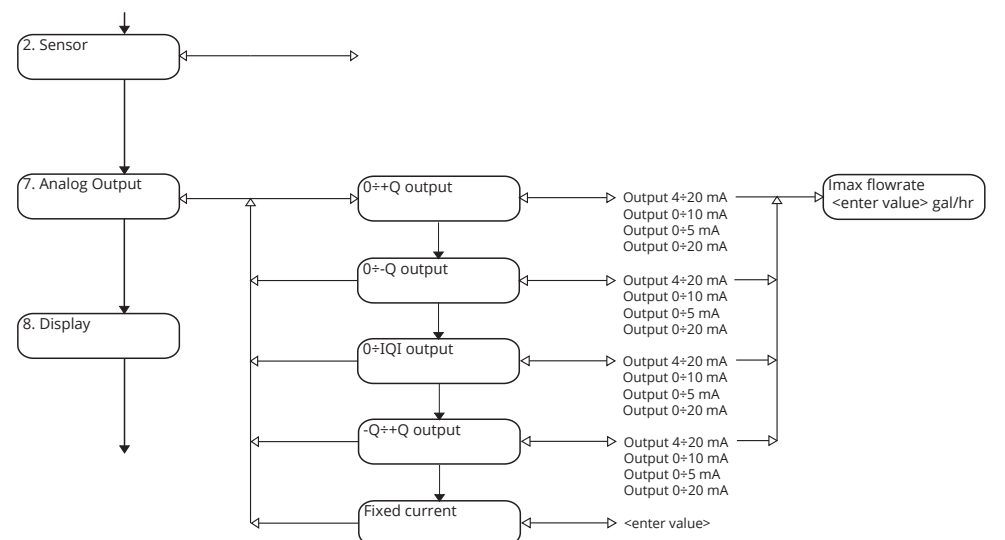 2. Sensor
7. Analog Output
8. Display
0÷+Q output
Output 4÷20 mA
Output 0÷10 mA
Output 0÷5 mA
Output 0÷20 mA
Imax flowrate
<enter value> gal/hr
0÷-Q output
Output 4÷20 mA
Output 0÷10 mA
Output 0÷5 mA
Output 0÷20 mA
0÷IQI output
Output 4÷20 mA
Output 0÷10 mA
Output 0÷5 mA
Output 0÷20 mA
-Q÷+Q output
Output 4÷20 mA
Output 0÷10 mA
Output 0÷5 mA
Output 0÷20 mA
Fixed current
<enter value>